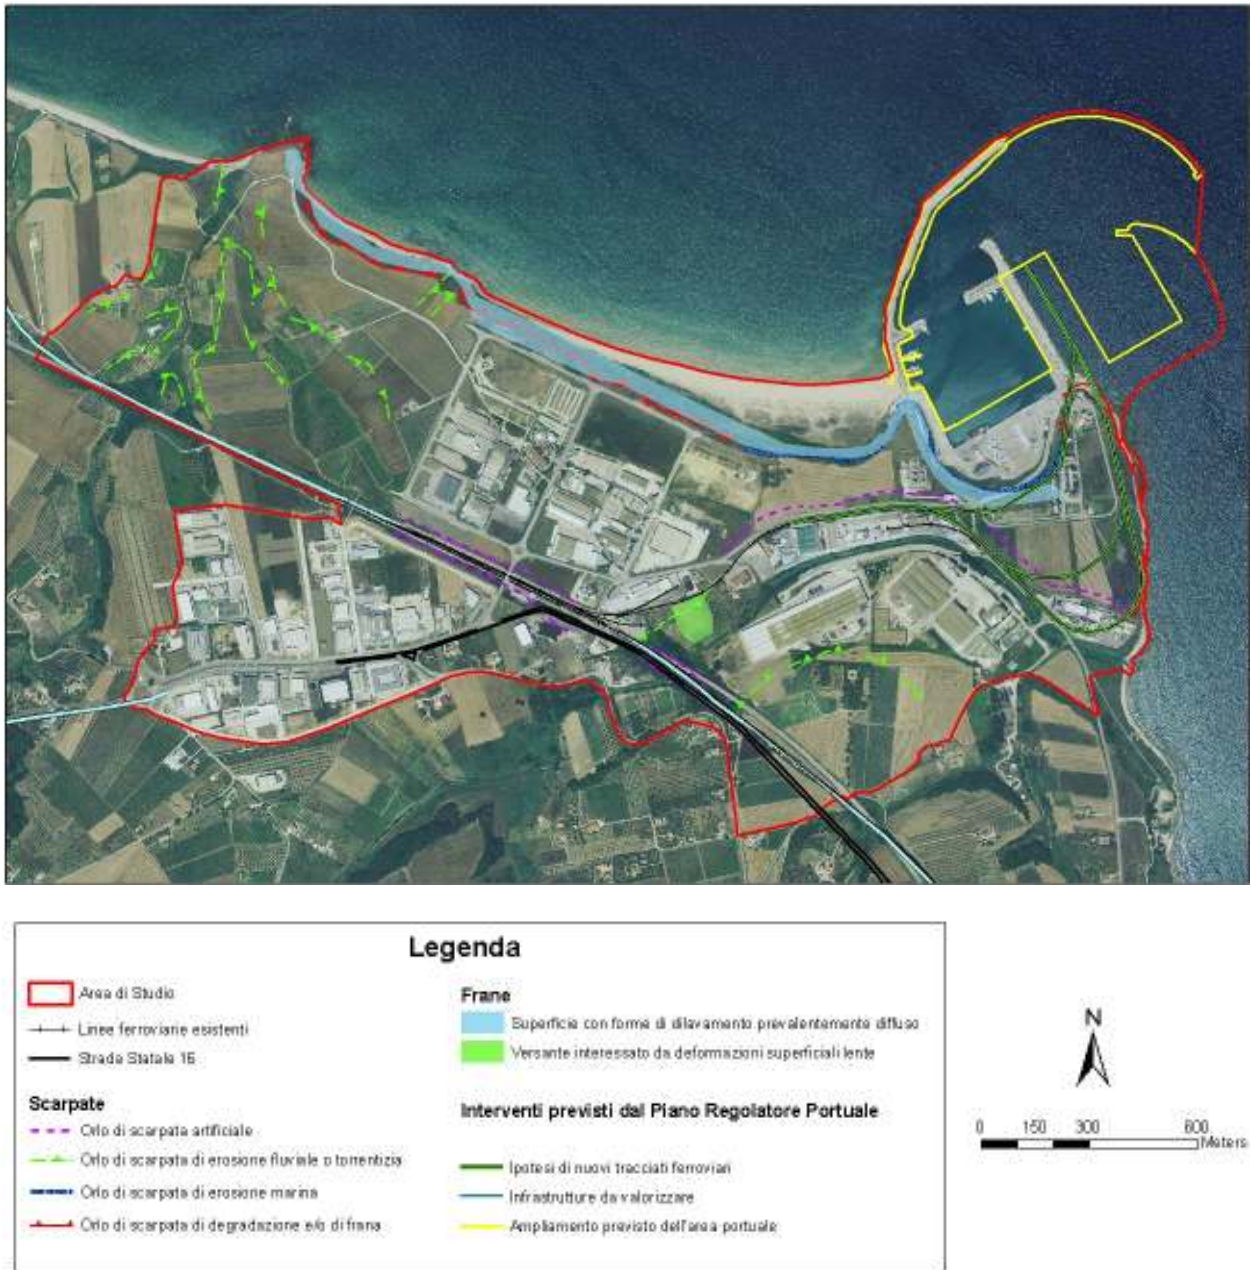 Legenda
Area di Studio
Linee ferroviarie esistenti
Strade Statale 16
Scarpate
Orlo di scarpata artificiale
Orlo di scarpata di erosione fluviale o torrentizia
Orlo di scarpata di erosione marina
Orlo di scarpata di degradazione e/o di frana
Frane
Superficie con forme di dilavamento prevalentemente diffuso
Versante interessato da deformazioni superficiali lente
Interventi previsti dal Piano Regolatore Portuale
Ipotesi di nuovi tracciati ferroviari
Infrastrutture da valorizzare
Ampliamento previsto dell'area portuale
N
0 150 300 600
Meters